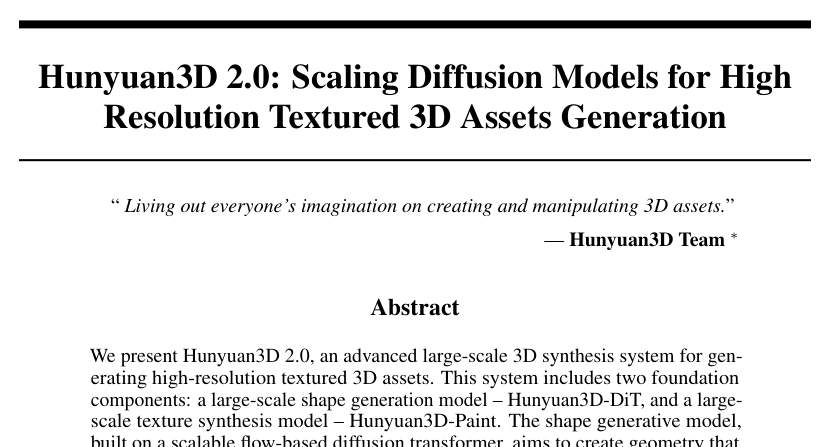 Hunyuan3D 2.0: Scaling Diffusion Models for High
Resolution Textured 3D Assets Generation
“ Living out everyone’s imagination on creating and manipulating 3D assets.”
— Hunyuan3D Team *
Abstract
We present Hunyuan3D 2.0, an advanced large-scale 3D synthesis system for gen-
erating high-resolution textured 3D assets. This system includes two foundation
components: a large-scale shape generation model – Hunyuan3D-DiT, and a large-
scale texture synthesis model – Hunyuan3D-Paint. The shape generative model,
built on a scalable flow-based diffusion transformer, aims to create geometry that